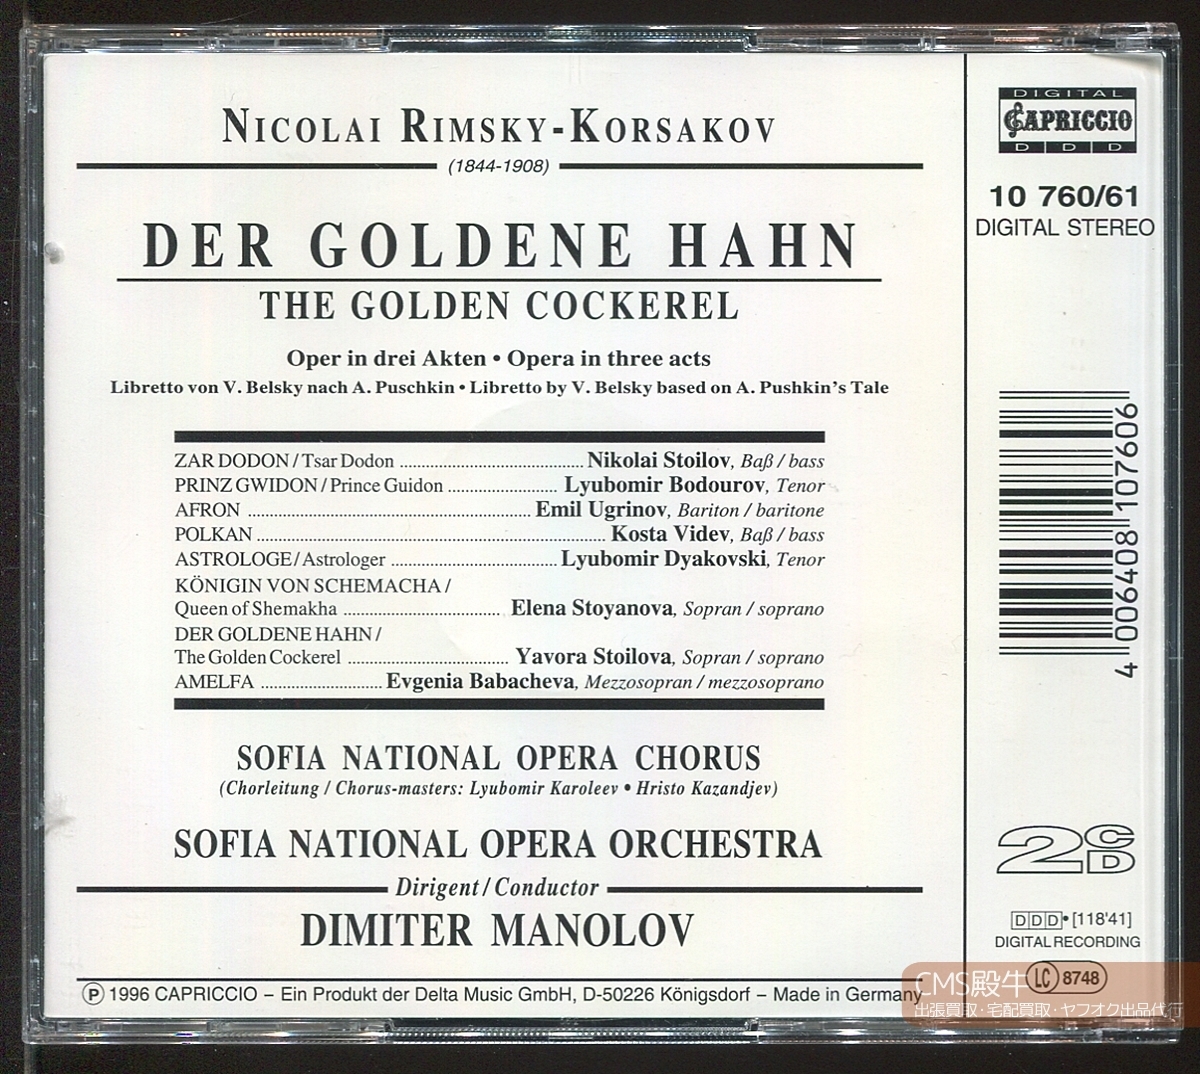 NICOLAI RIMSKY-KORSAKOV
(1844-1908)
DER GOLDENE HAHN
THE GOLDEN COCKEREL
Oper in drei Akten • Opera in three acts
Libretto von V. Belsky nach A. Puschkin • Libretto by V. Belsky based on A. Pushkin's Tale
ZAR DODON / Tsar Dodon ........ Nikolai Stoilov, Baß / bass
PRINZ GWIDON / Prince Guidon ........ Lyubomir Bodourov, Tenor
AFRON ........ Emil Ugrinov, Bariton / baritone
POLKAN ........ Kosta Videv, Baß / bass
ASTROLOGE / Astrologer ........ Lyubomir Dyakovski, Tenor
KÖNIGIN VON SCHEMACHA /
Queen of Shemakha ........ Elena Stoyanova, Sopran / soprano
DER GOLDENE HAHN /
The Golden Cockerel ........ Yavora Stoilova, Sopran / soprano
AMELFA ........ Evgenia Babacheva, Mezzosopran / mezzosoprano
SOFIA NATIONAL OPERA CHORUS
(Chorleitung / Chorus-masters: Lyubomir Karoleev • Hristo Kazandjev)
SOFIA NATIONAL OPERA ORCHESTRA
Dirigent / Conductor
DIMITER MANOLOV
Ⓟ 1996 CAPRICCIO – Ein Produkt der Delta Music GmbH, D-50226 Königsdorf – Made in Germany
DIGITAL
CAPRICCIO
D D D
10 760/61
DIGITAL STEREO
4 006408 107606
2 CD
DDD • [118'41]
DIGITAL RECORDING
LC 8748
CMS殿牛
出張買取・宅配買取・ヤフオク出品代行